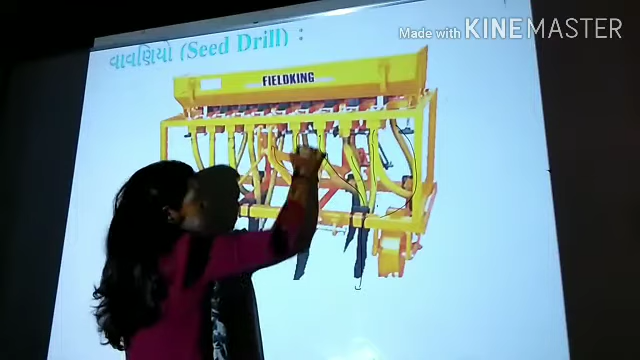 Made with KINEMASTER
વાવણિયો (Seed Drill) :
FIELDKING